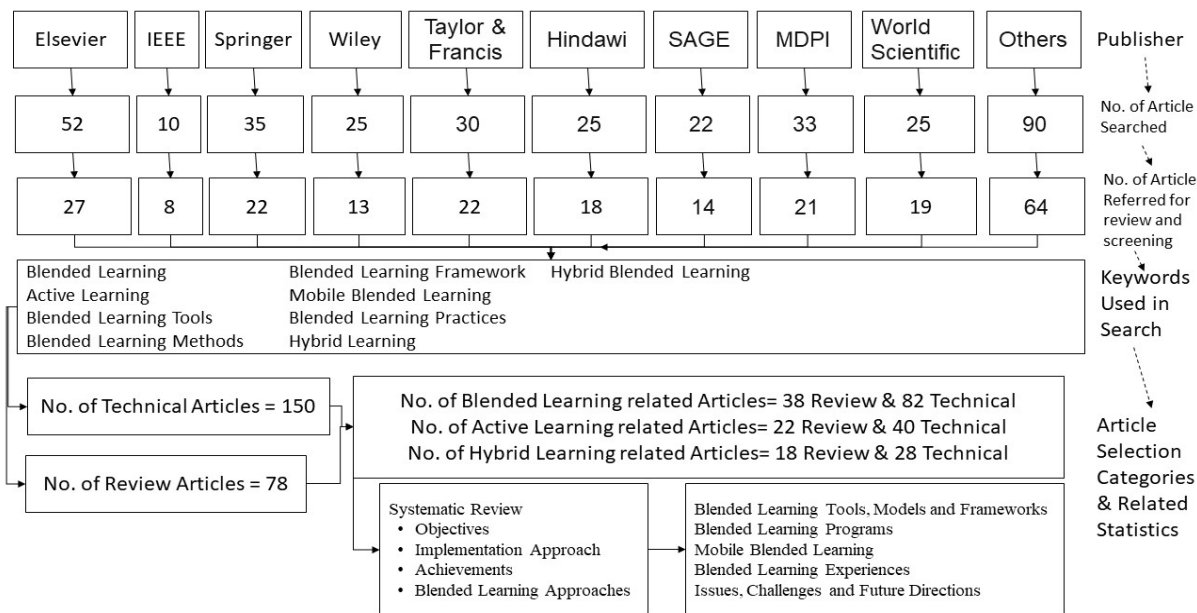 Elsevier IEEE Springer Wiley Taylor & Francis Hindawi SAGE MDPI World Scientific Others Publisher
52 10 35 25 30 25 22 33 25 90 No. of Article Searched
27 8 22 13 22 18 14 21 19 64 No. of Article Referred for review and screening
Blended Learning Blended Learning Framework Hybrid Blended Learning
Active Learning Mobile Blended Learning
Blended Learning Tools Blended Learning Practices
Blended Learning Methods Hybrid Learning
Keywords
Used in
Search
No. of Technical Articles = 150
No. of Review Articles = 78
No. of Blended Learning related Articles= 38 Review & 82 Technical
No. of Active Learning related Articles= 22 Review & 40 Technical
No. of Hybrid Learning related Articles= 18 Review & 28 Technical
Article
Selection
Categories
& Related
Statistics
Systematic Review
• Objectives
• Implementation Approach
• Achievements
• Blended Learning Approaches
Blended Learning Tools, Models and Frameworks
Blended Learning Programs
Mobile Blended Learning
Blended Learning Experiences
Issues, Challenges and Future Directions